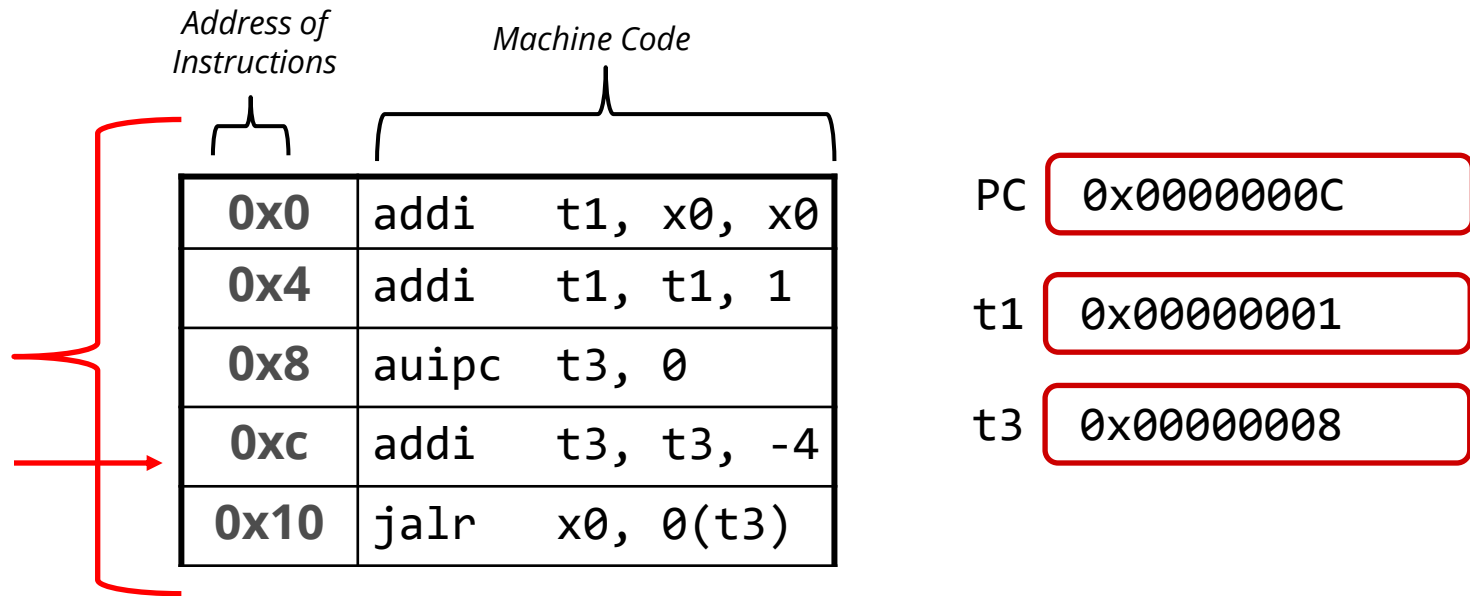 Address of
Instructions
Machine Code
0x0 addi t1, x0, x0
0x4 addi t1, t1, 1
0x8 auipc t3, 0
0xc addi t3, t3, -4
0x10 jalr x0, 0(t3)
PC 0x0000000C
t1 0x00000001
t3 0x00000008